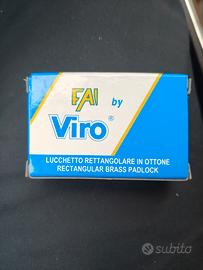 FAI by
Viro®
LUCCHETTO RETTANGOLARE IN OTTONE
RECTANGULAR BRASS PADLOCK
subito